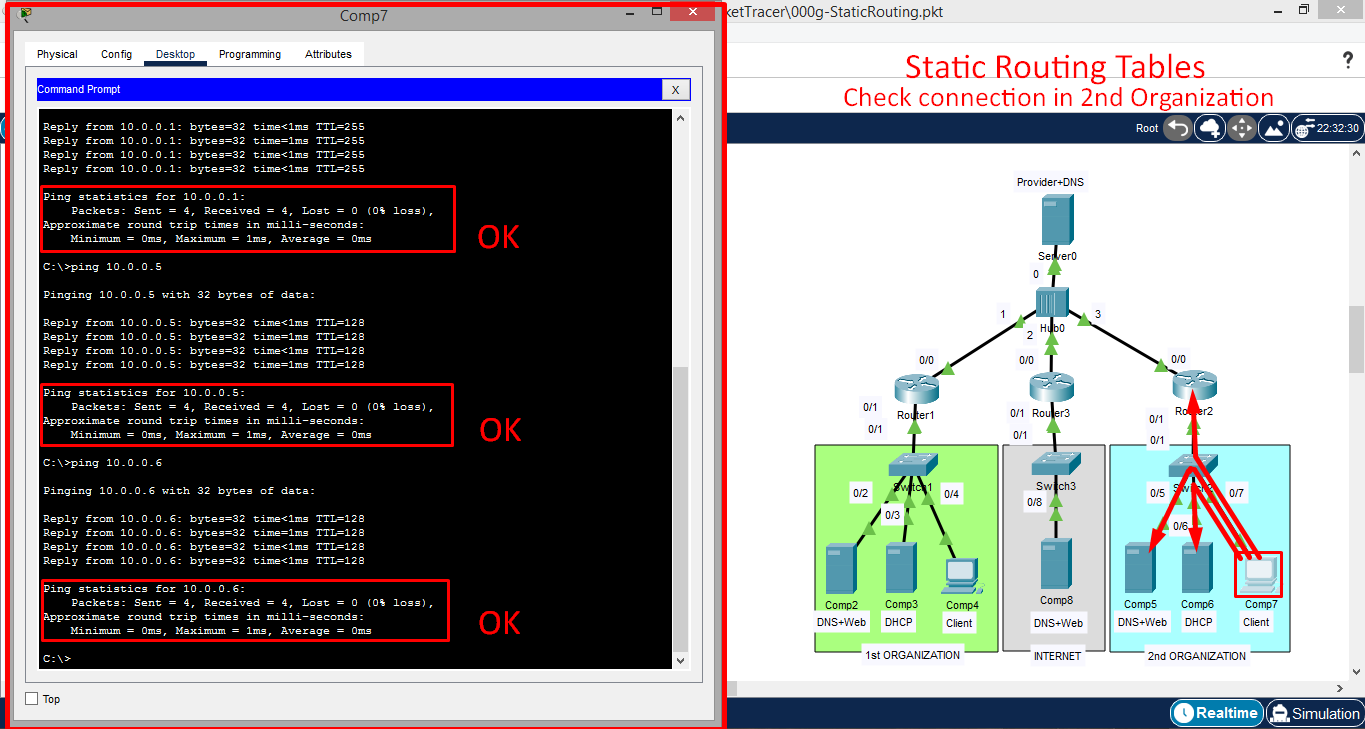 Comp7
ketTracer\000g-StaticRouting.pkt
Physical Config Desktop Programming Attributes
Command Prompt
X
Reply from 10.0.0.1: bytes=32 time<1ms TTL=255
Reply from 10.0.0.1: bytes=32 time=1ms TTL=255
Reply from 10.0.0.1: bytes=32 time<1ms TTL=255
Reply from 10.0.0.1: bytes=32 time<1ms TTL=255
Ping statistics for 10.0.0.1:
Packets: Sent = 4, Received = 4, Lost = 0 (0% loss),
Approximate round trip times in milli-seconds:
Minimum = 0ms, Maximum = 1ms, Average = 0ms
OK
C:\>ping 10.0.0.5
Pinging 10.0.0.5 with 32 bytes of data:
Reply from 10.0.0.5: bytes=32 time<1ms TTL=128
Reply from 10.0.0.5: bytes=32 time=1ms TTL=128
Reply from 10.0.0.5: bytes=32 time<1ms TTL=128
Reply from 10.0.0.5: bytes=32 time<1ms TTL=128
Ping statistics for 10.0.0.5:
Packets: Sent = 4, Received = 4, Lost = 0 (0% loss),
Approximate round trip times in milli-seconds:
Minimum = 0ms, Maximum = 1ms, Average = 0ms
OK
C:\>ping 10.0.0.6
Pinging 10.0.0.6 with 32 bytes of data:
Reply from 10.0.0.6: bytes=32 time=1ms TTL=128
Reply from 10.0.0.6: bytes=32 time<1ms TTL=128
Reply from 10.0.0.6: bytes=32 time<1ms TTL=128
Reply from 10.0.0.6: bytes=32 time<1ms TTL=128
Ping statistics for 10.0.0.6:
Packets: Sent = 4, Received = 4, Lost = 0 (0% loss),
Approximate round trip times in milli-seconds:
Minimum = 0ms, Maximum = 1ms, Average = 0ms
OK
C:\>
Top
Static Routing Tables
?
Check connection in 2nd Organization
Root
22:32:30
Provider+DNS
Server0
0
Hub0
1
2
3
0/0
0/0
0/0
Router1
Router3
Router2
0/1
0/1
0/1
0/1
0/1
0/1
Switch1
Switch3
Switch2
0/2
0/3
0/4
0/8
0/5
0/6
0/7
Comp2
Comp3
Comp4
Comp8
Comp5
Comp6
Comp7
DNS+Web
DHCP
Client
DNS+Web
DNS+Web
DHCP
Client
1st ORGANIZATION
INTERNET
2nd ORGANIZATION
Realtime
Simulation